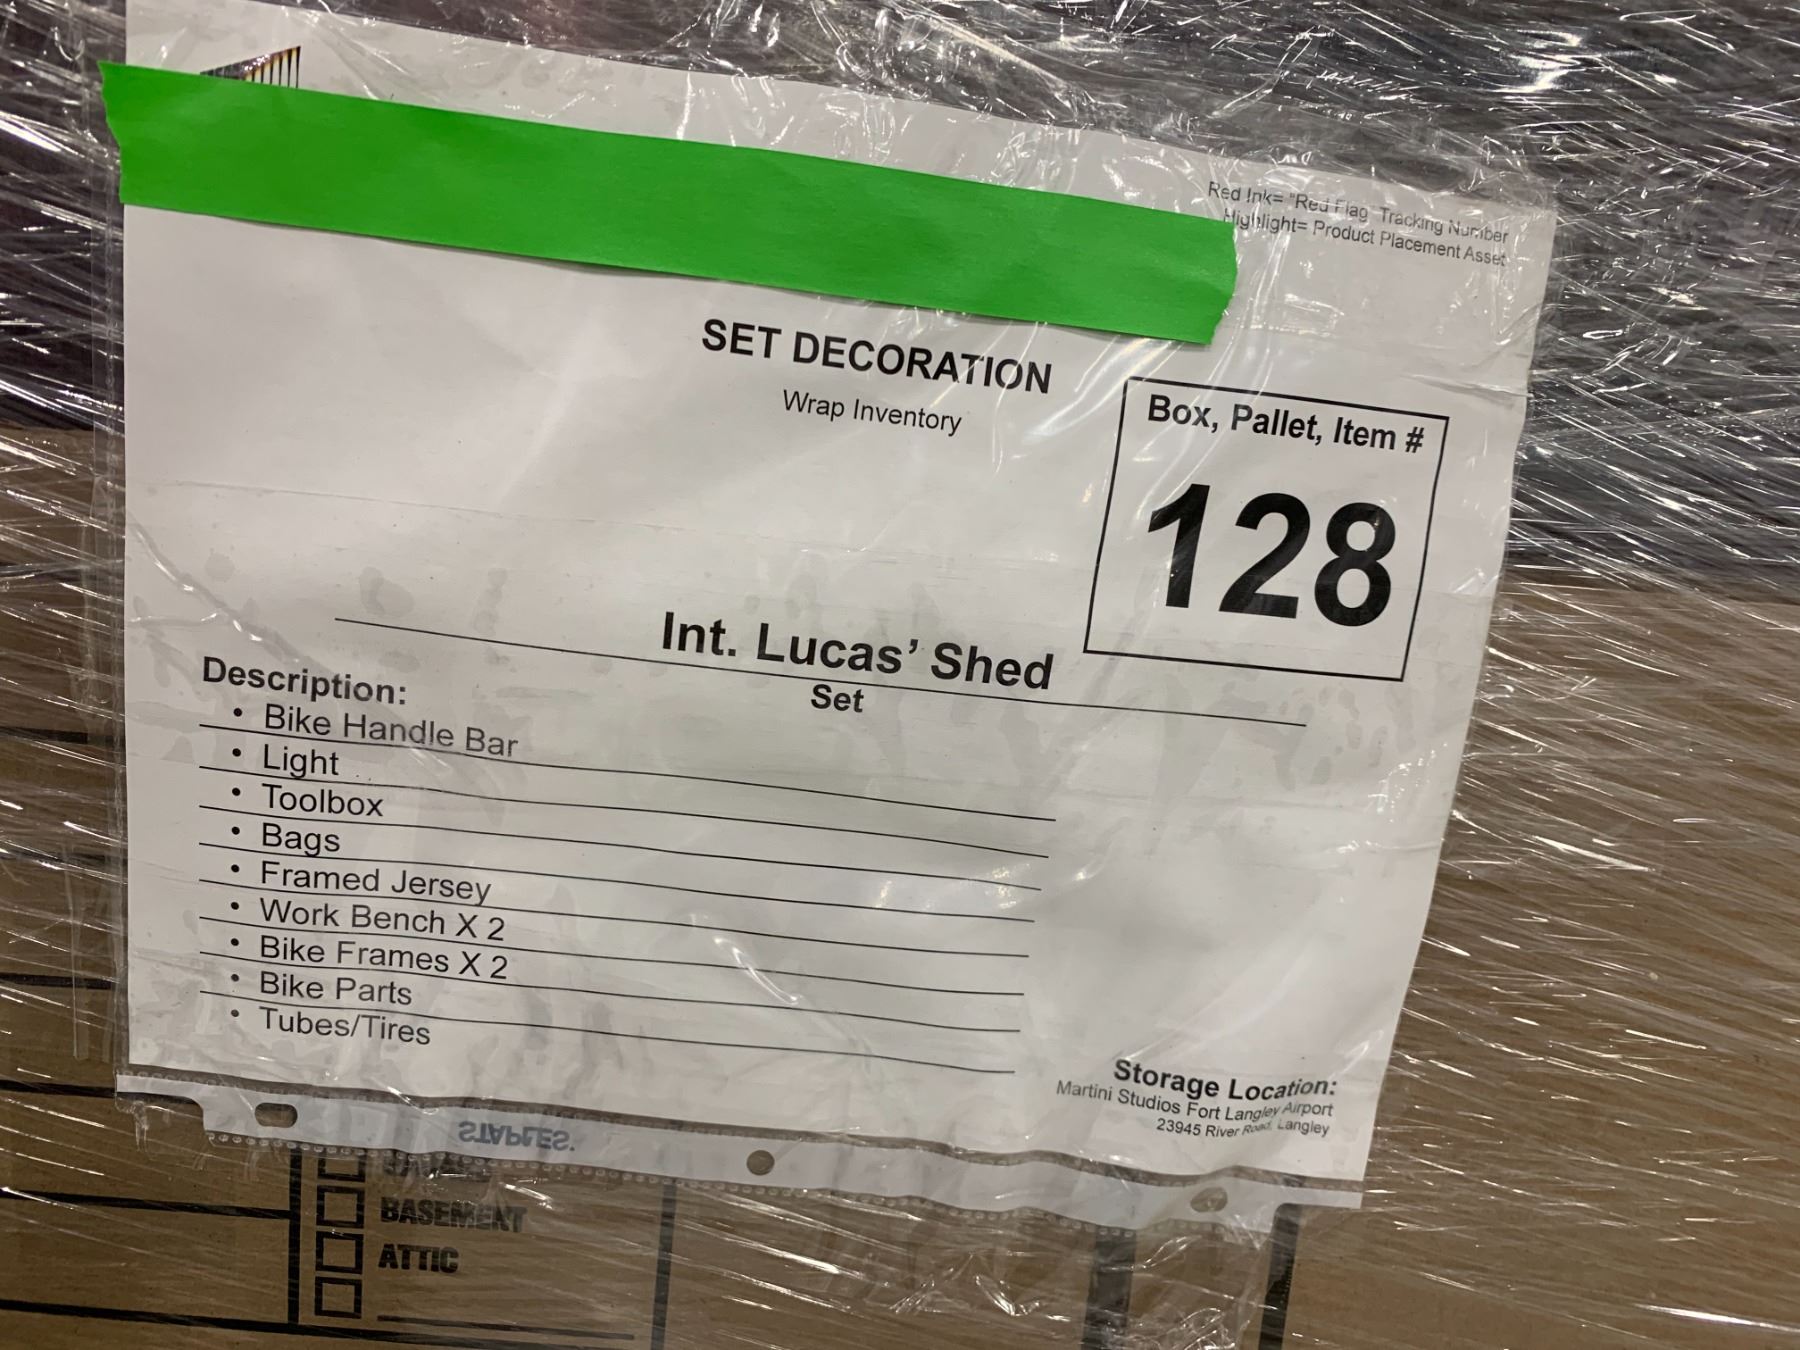 Red Ink= "Red Flag" Tracking Number
Highlight= Product Placement Asset
SET DECORATION
Wrap Inventory
Box, Pallet, Item #
128
Int. Lucas' Shed
Set
Description:
• Bike Handle Bar
• Light
• Toolbox
• Bags
• Framed Jersey
• Work Bench X 2
• Bike Frames X 2
• Bike Parts
• Tubes/Tires
Storage Location:
Martini Studios Fort Langley Airport
23945 River Road, Langley
STAPLES.
BASEMENT
ATTIC